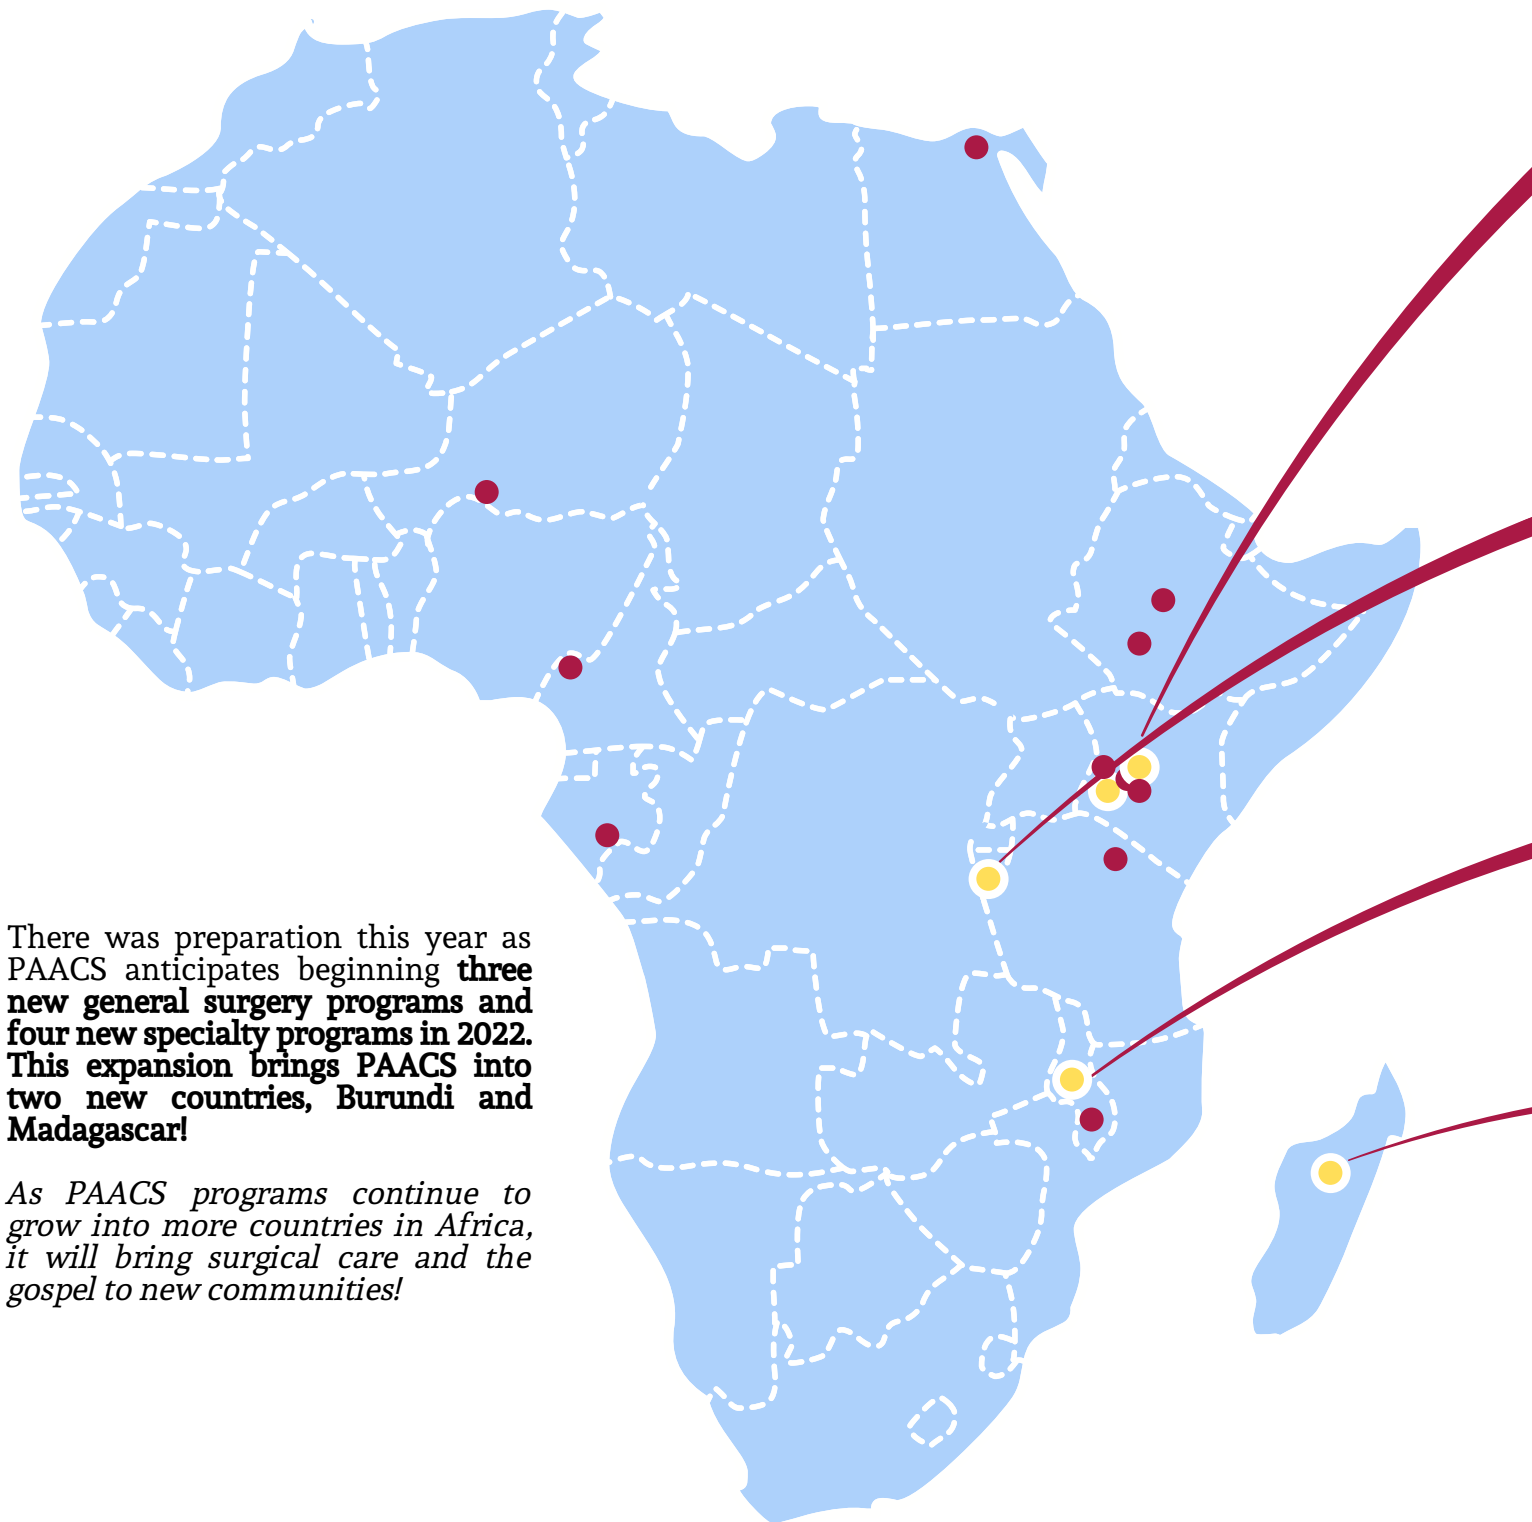 There was preparation this year as
PAACS anticipates beginning three
new general surgery programs and
four new specialty programs in 2022.
This expansion brings PAACS into
two new countries, Burundi and
Madagascar!
As PAACS programs continue to
grow into more countries in Africa,
it will bring surgical care and the
gospel to new communities!